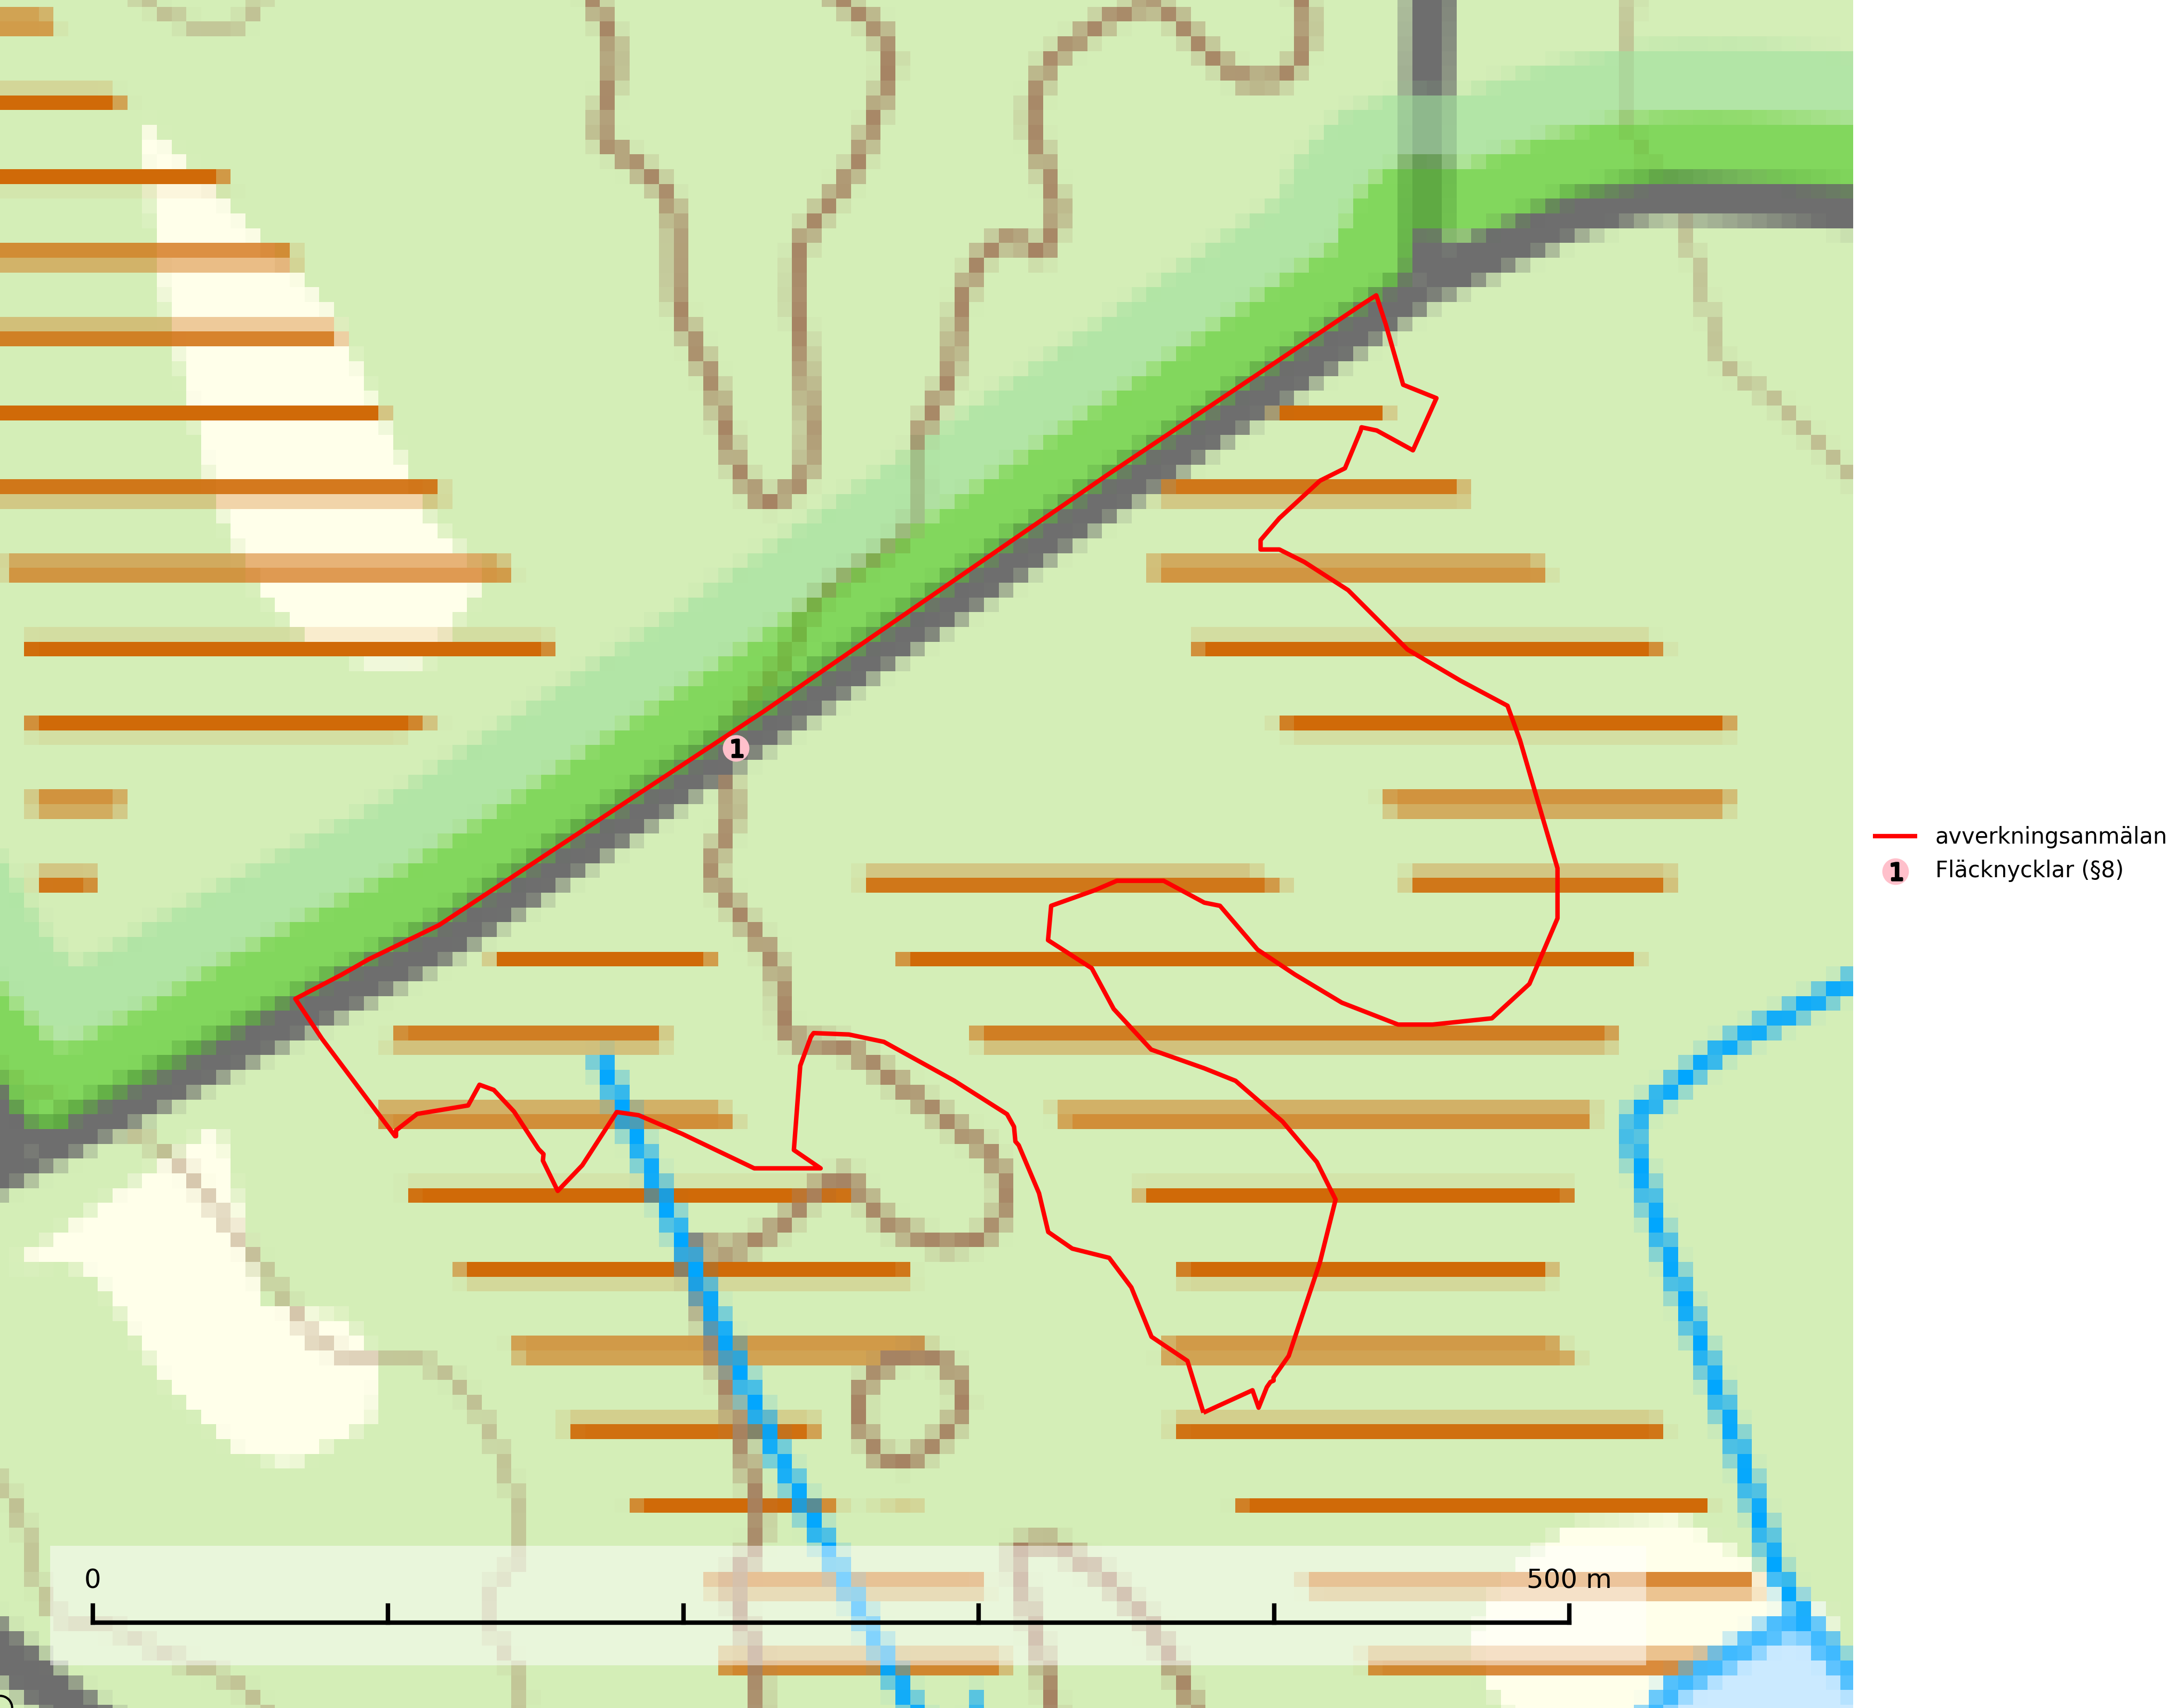 1
avverkningsanmälan
1 Fläcknycklar (§8)
0 500 m